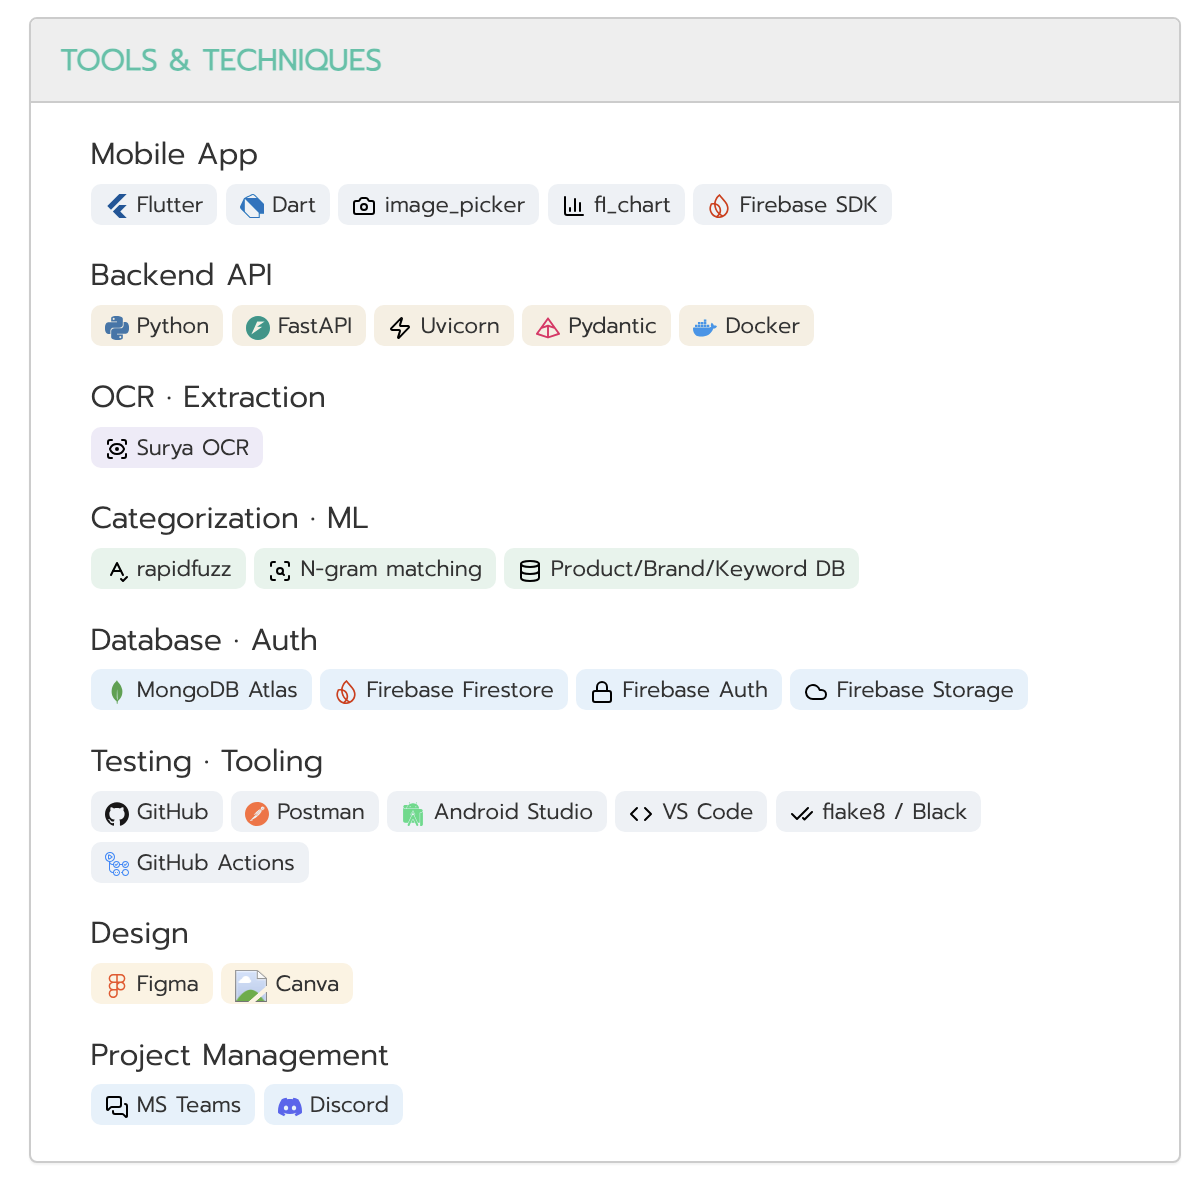 TOOLS & TECHNIQUES
Mobile App
Flutter Dart image_picker fl_chart Firebase SDK
Backend API
Python FastAPI Uvicorn Pydantic Docker
OCR · Extraction
Surya OCR
Categorization · ML
rapidfuzz N-gram matching Product/Brand/Keyword DB
Database · Auth
MongoDB Atlas Firebase Firestore Firebase Auth Firebase Storage
Testing · Tooling
GitHub Postman Android Studio VS Code flake8 / Black
GitHub Actions
Design
Figma Canva
Project Management
MS Teams Discord